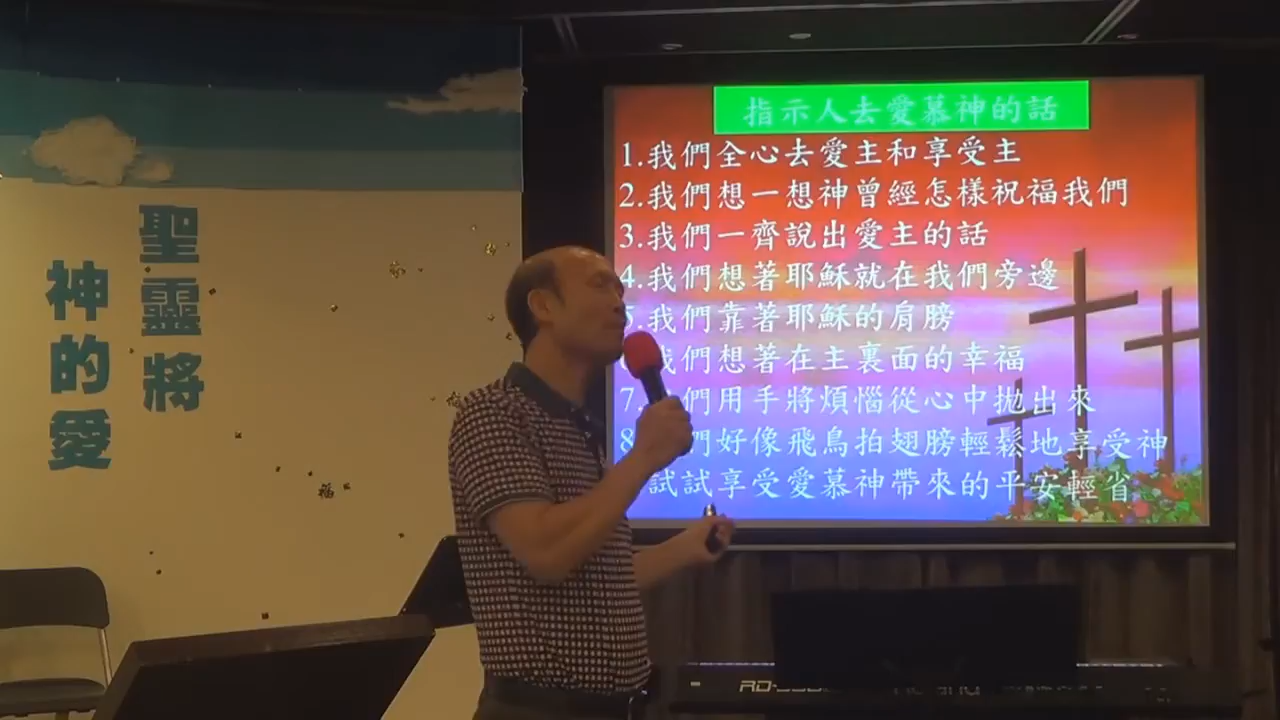 聖靈將
神的愛
福
指示人去愛慕神的話
1.我們全心去愛主和享受主
2.我們想一想神曾經怎樣祝福我們
3.我們一齊說出愛主的話
4.我們想著耶穌就在我們旁邊
5.我們靠著耶穌的肩膀
6我們想著在主裏面的幸福
7.們用手將煩惱從心中拋出來
8們好像飛鳥拍翅膀輕鬆地享受神
試試享受愛慕神帶來的平安輕省
RD-